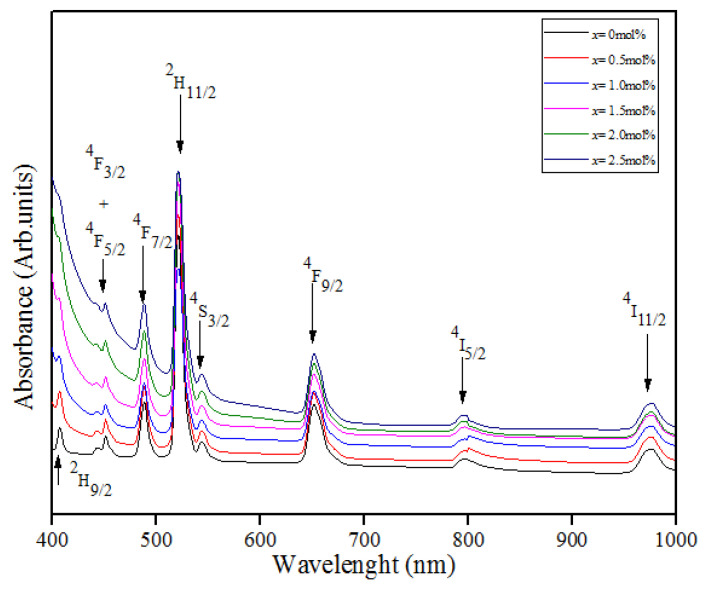 x= 0mol%
x= 0.5mol%
x= 1.0mol%
x= 1.5mol%
x= 2.0mol%
x= 2.5mol%
2H11/2
4F3/2
+
4F5/2
4F7/2
4S3/2
4F9/2
4I5/2
4I11/2
2H9/2
Absorbance (Arb.units)
400 500 600 700 800 900 1000
Wavelenght (nm)